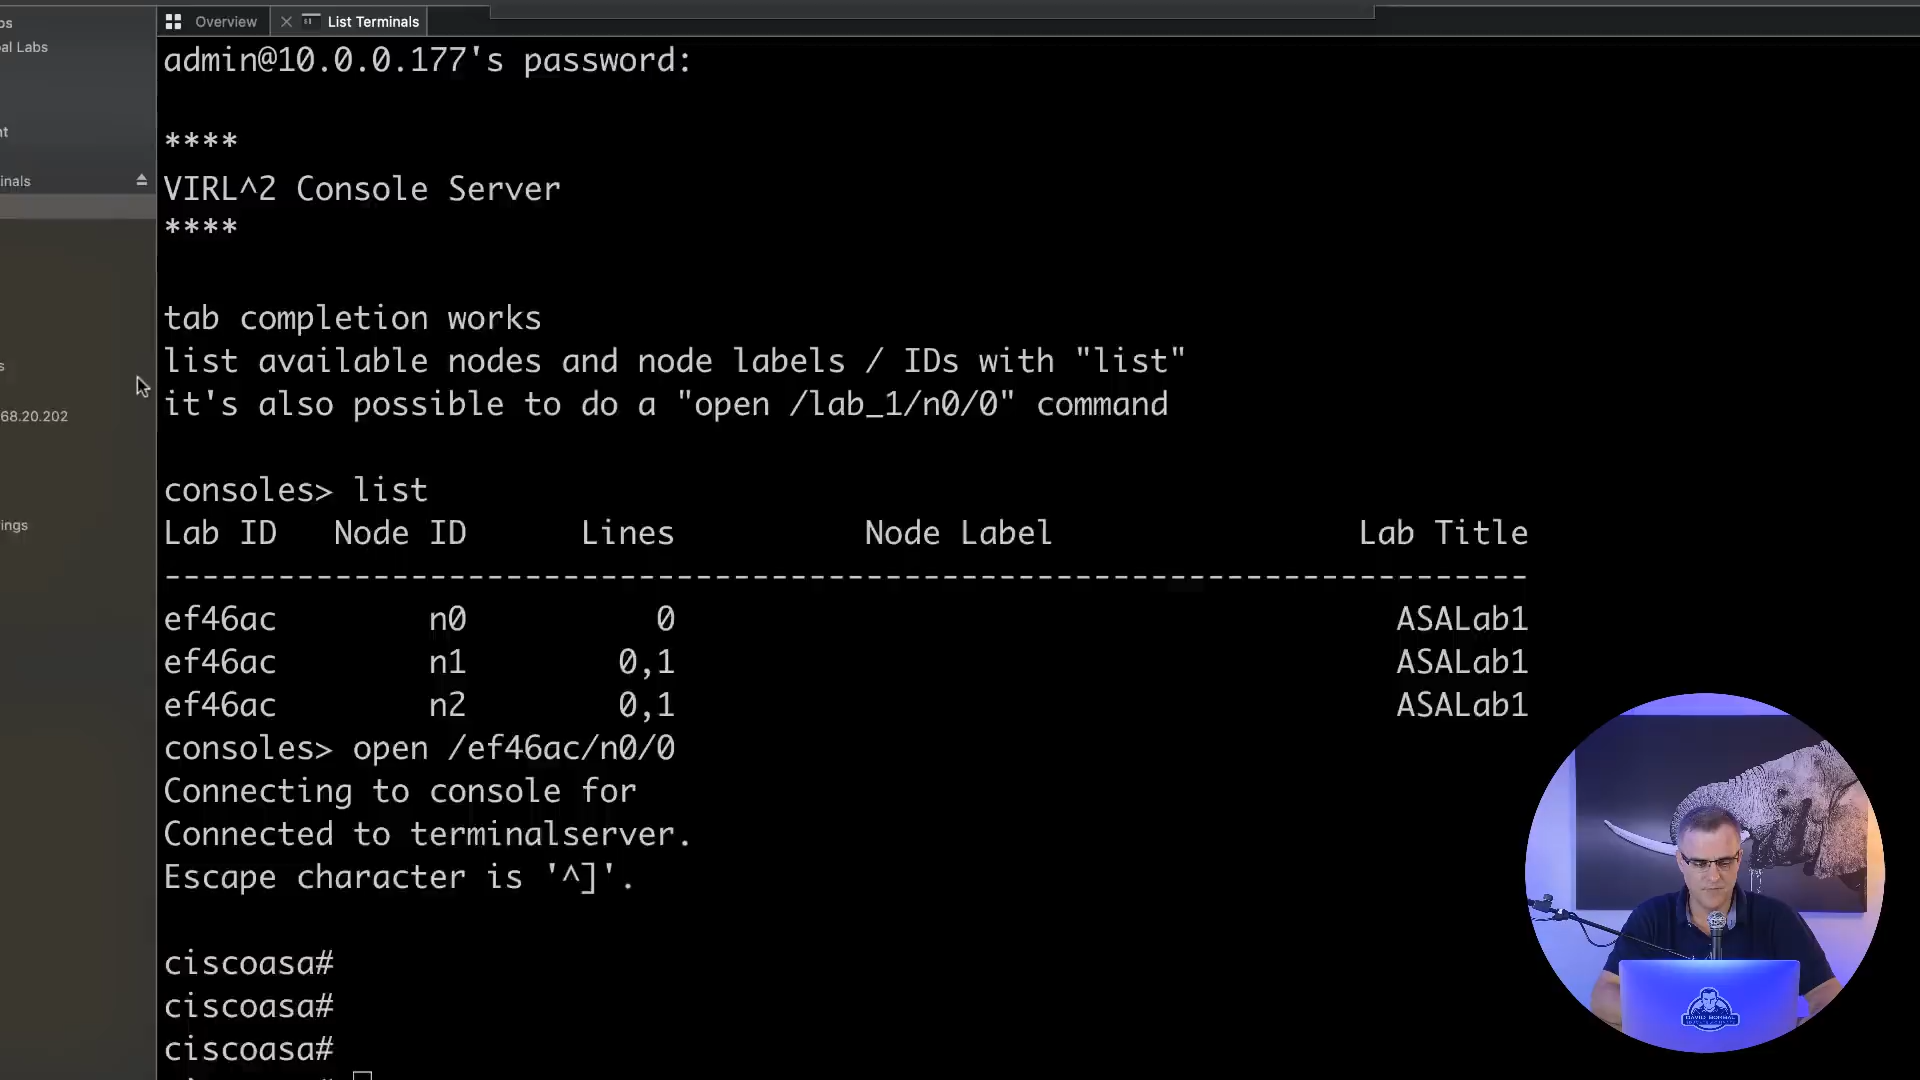 Overview
List Terminals
admin@10.0.0.177's password:
****
VIRL^2 Console Server
****
tab completion works
list available nodes and node labels / IDs with "list"
it's also possible to do a "open /lab_1/n0/0" command
consoles> list
Lab ID Node ID Lines Node Label Lab Title
--------------------------------------------------------------------------------
ef46ac n0 0 ASALab1
ef46ac n1 0,1 ASALab1
ef46ac n2 0,1 ASALab1
consoles> open /ef46ac/n0/0
Connecting to console for
Connected to terminalserver.
Escape character is '^]'.
ciscoasa#
ciscoasa#
ciscoasa#
al Labs
inals
68.20.202
ings
DAVID BOMBAL